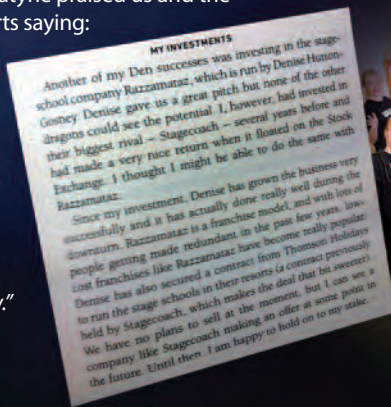 praised us and the
saying:
MY INVESTMENTS
Another of my Den successes was investing in the stage-
school company Razzamataz, which is run by Denise Hutton-
Gosney. Denise gave us a great pitch but none of the other
dragons could see the potential. I, however, had invested in
their biggest rival – Stagecoach – several years before and
had made a very nice return when it floated on the Stock
Exchange. I thought I might be able to do the same with
Razzamataz.
Since my investment, Denise has grown the business very
successfully and it has actually done really well during the
downturn. Razzamataz is a franchise model, and with lots of
people getting made redundant in the past few years, low-
cost franchises like Razzamataz have become really popular.
Denise has also secured a contract from Thomson Holidays
to run the stage schools in their resorts (a contract previously
held by Stagecoach, which makes the deal that bit sweeter).
We have no plans to sell at the moment, but I can see a
company like Stagecoach making an offer at some point in
the future. Until then, I am happy to hold on to my stake.